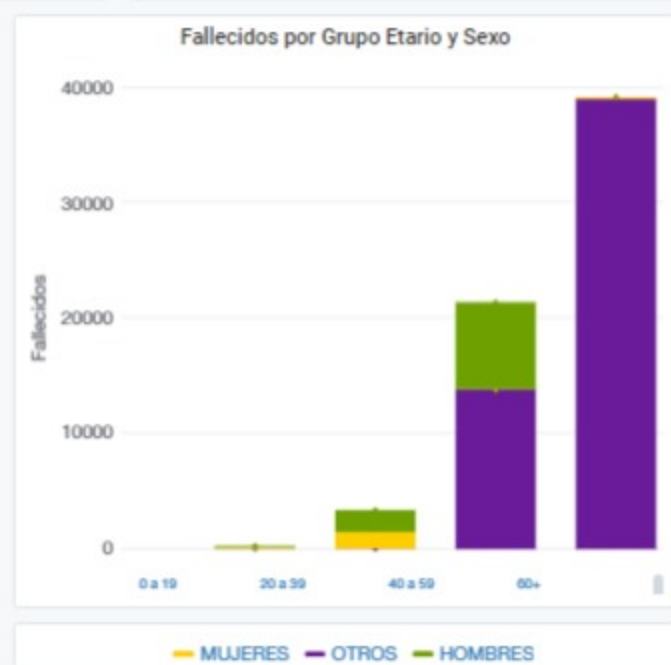 Fallecidos por Grupo Etario y Sexo
40000
30000
20000
10000
0
Fallecidos
0 a 19
20 a 39
40 a 59
60+
MUJERES
OTROS
HOMBRES